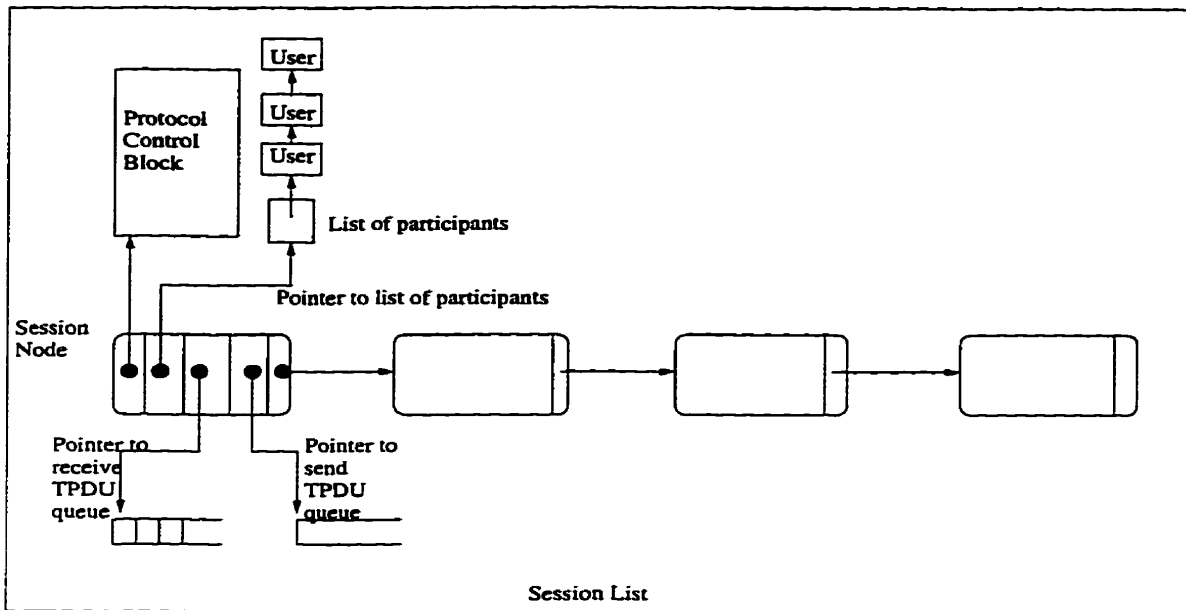 User
User
User
Protocol
Control
Block
List of participants
Pointer to list of participants
Session
Node
Pointer to
receive
TPDU
queue
Pointer to
send
TPDU
queue
Session List